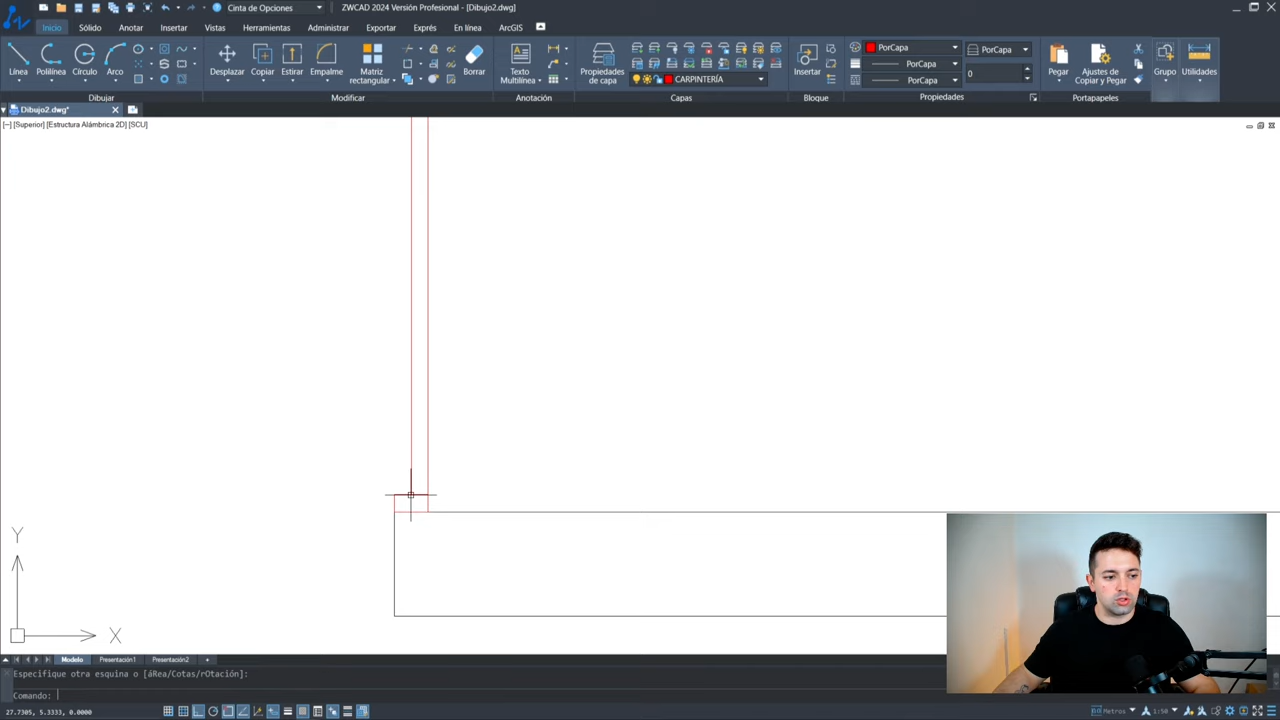 Cinta de Opciones
ZWCAD 2024 Versión Profesional - [Dibujo2.dwg]
Inicio Sólido Anotar Insertar Vistas Herramientas Administrar Exportar Exprés En línea ArcGIS
Línea Polilínea Círculo Arco
Desplazar Copiar Estirar Empalme Matriz rectangular Borrar
Texto Multilínea
Propiedades de capa
CARPINTERÍA
Insertar
PorCapa
PorCapa
PorCapa
PorCapa
0
Pegar
Ajustes de Copiar y Pegar
Grupo
Utilidades
Dibujar Modificar Anotación Capas Bloque Propiedades Portapapeles
Dibujo2.dwg*
[−] [Superior] [Estructura Alámbrica 2D] [SCU]
Y
X
Modelo Presentación1 Presentación2 +
Especifique otra esquina o [áRea/Cotas/rOtación]:
Comando:
27.7305, 5.3333, 0.0000
Metros
1:50